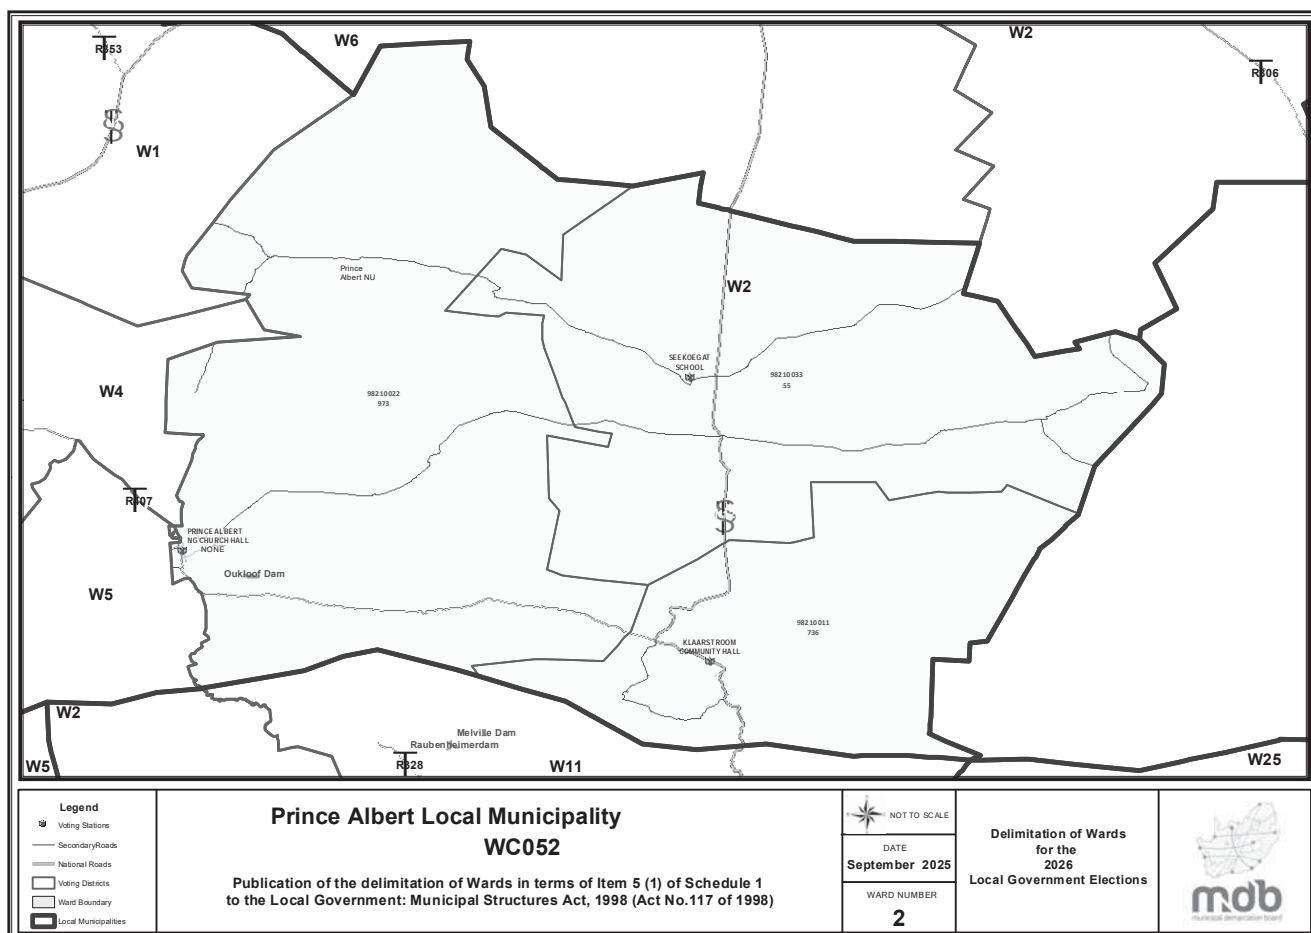 W6
W2
R353
R306
W1
Prince
Albert NU
W2
SEEKOEGAT
SCHOOL
98210033
55
W4
98210022
973
R407
PRINCE ALBERT
NG CHURCH HALL
NONE
Oukloof Dam
W5
98210011
736
KLAARSTROOM
COMMUNITY HALL
W2
Melville Dam
Raubenheimerdam
W5
R328
W11
W25
Legend
Voting Stations
SecondaryRoads
National Roads
Voting Districts
Ward Boundary
Local Municipalities
Prince Albert Local Municipality
WC052
Publication of the delimitation of Wards in terms of Item 5 (1) of Schedule 1
to the Local Government: Municipal Structures Act, 1998 (Act No.117 of 1998)
NOT TO SCALE
DATE
September 2025
WARD NUMBER
2
Delimitation of Wards
for the
2026
Local Government Elections
mdb
municipal demarcation board